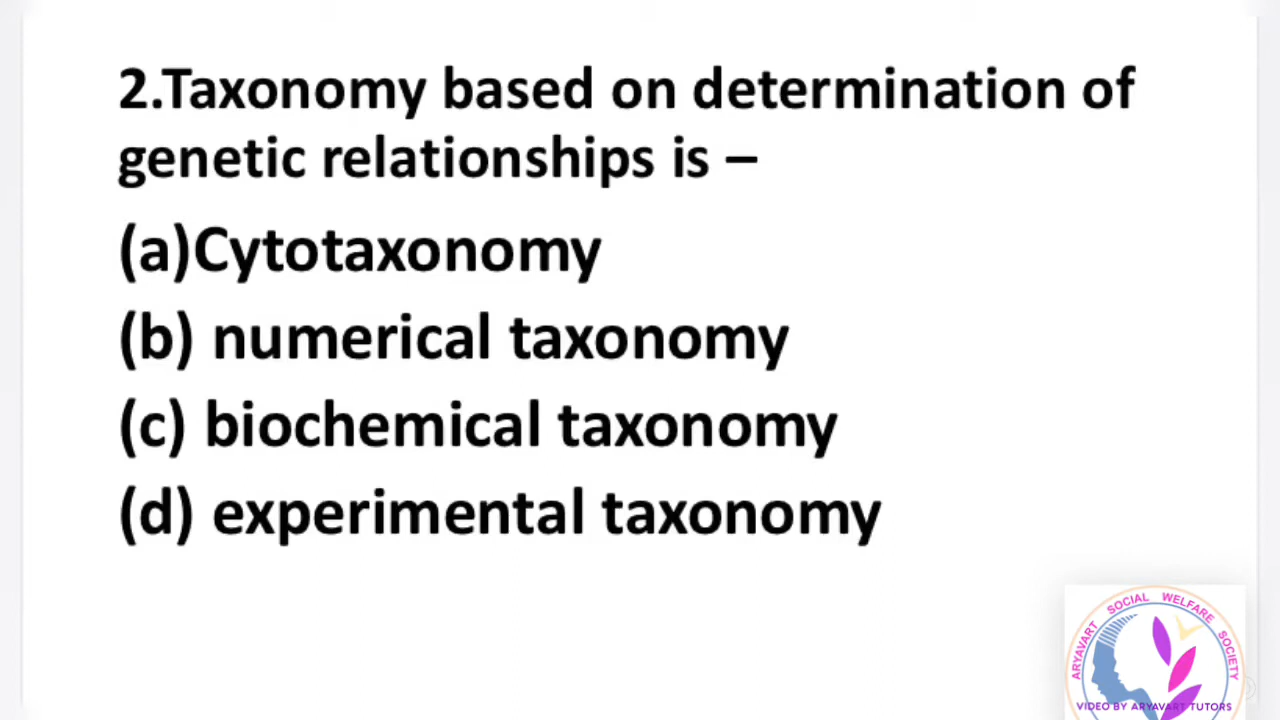 2.Taxonomy based on determination of
genetic relationships is –
(a)Cytotaxonomy
(b) numerical taxonomy
(c) biochemical taxonomy
(d) experimental taxonomy
ARYAVART SOCIAL WELFARE SOCIETY
VIDEO BY ARYAVART TUTORS